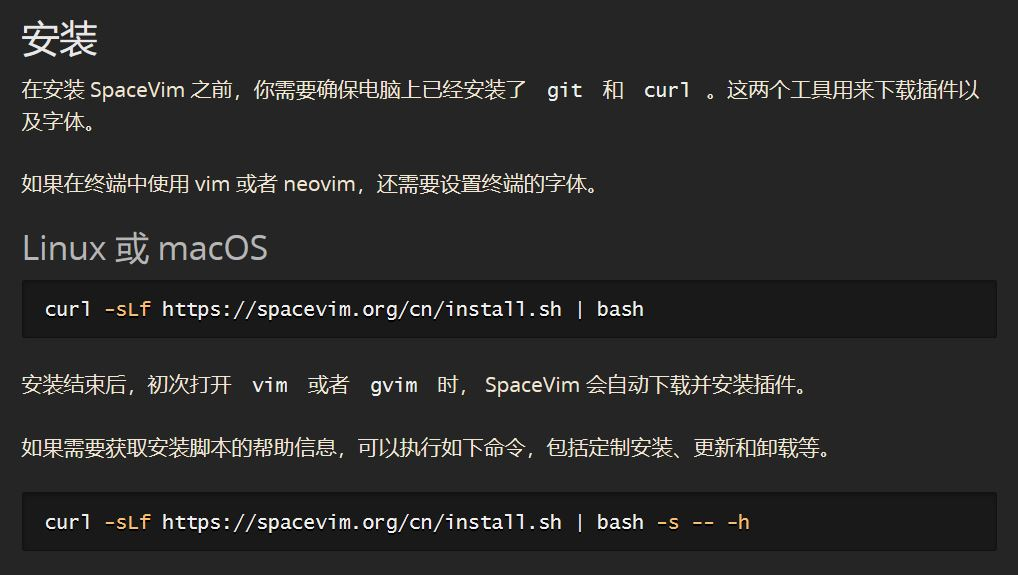 安装
在安装 SpaceVim 之前，你需要确保电脑上已经安装了 git 和 curl 。这两个工具用来下载插件以
及字体。
如果在终端中使用 vim 或者 neovim，还需要设置终端的字体。
Linux 或 macOS
curl -sLf https://spacevim.org/cn/install.sh | bash
安装结束后，初次打开 vim 或者 gvim 时， SpaceVim 会自动下载并安装插件。
如果需要获取安装脚本的帮助信息，可以执行如下命令，包括定制安装、更新和卸载等。
curl -sLf https://spacevim.org/cn/install.sh | bash -s -- -h